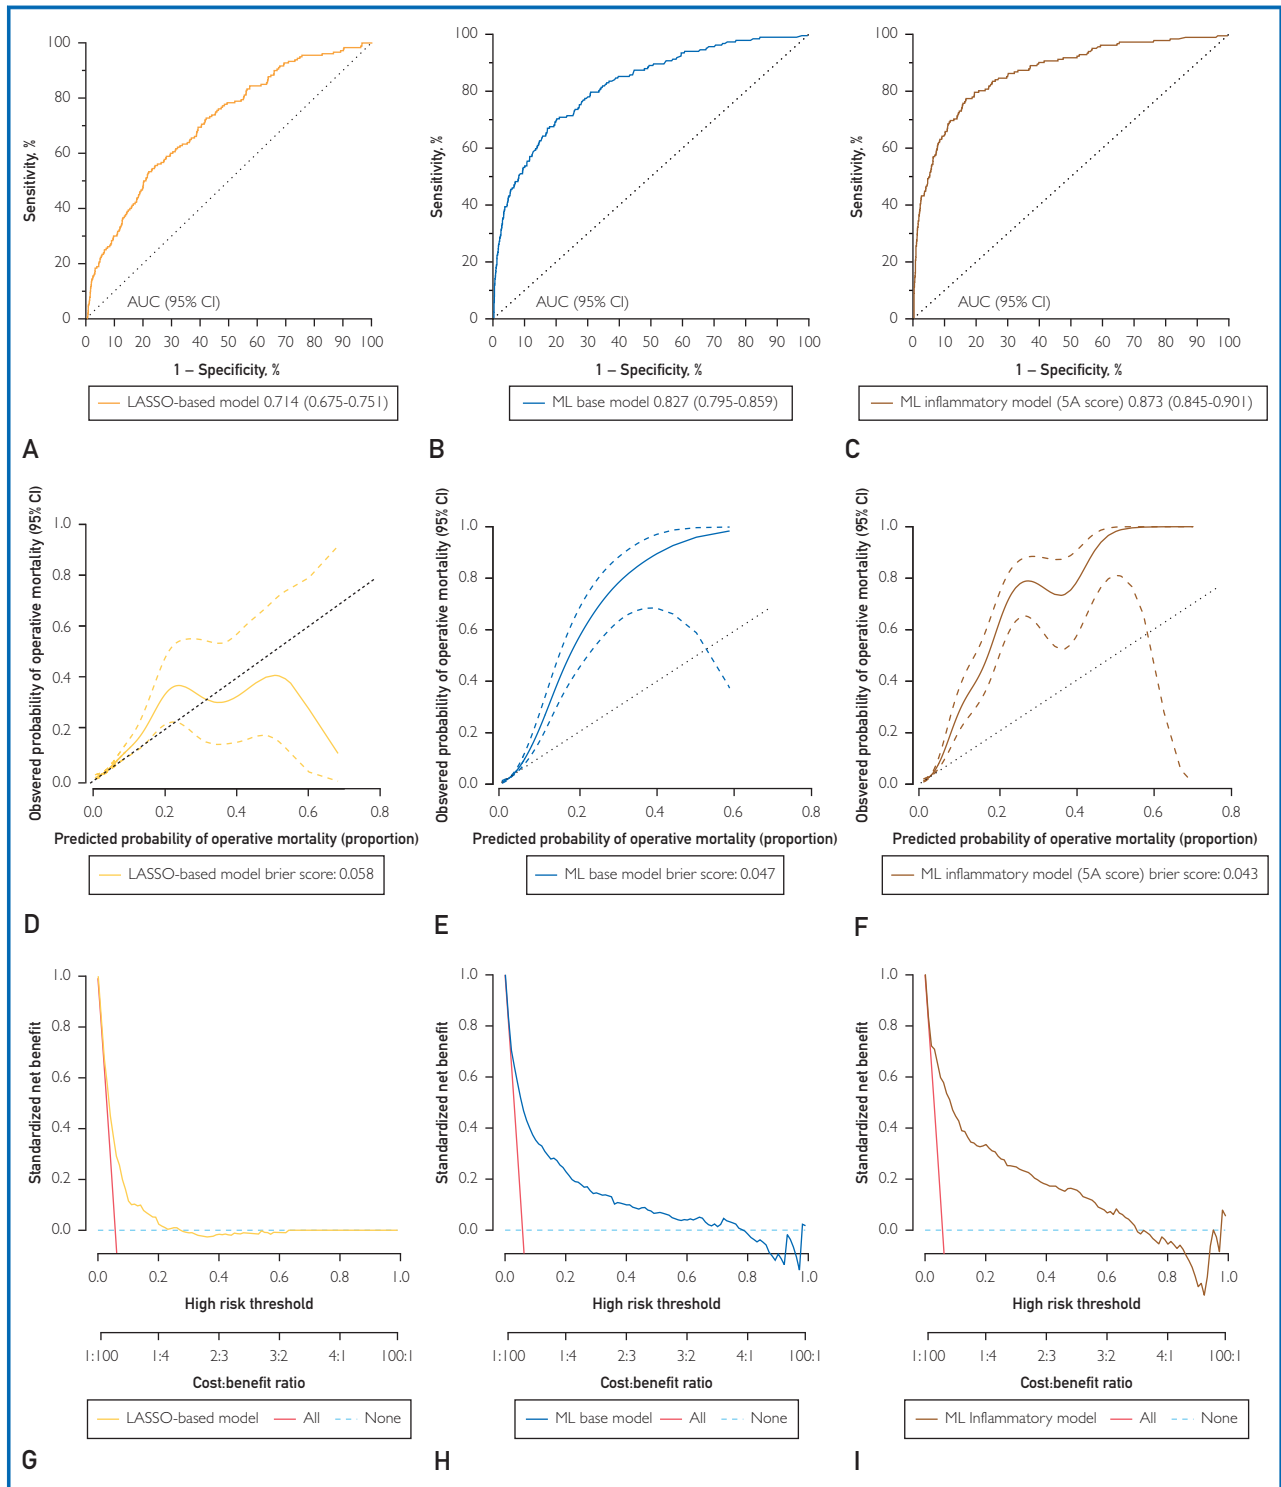 100
80
60
40
20
0
Sensitivity, %
AUC (95% CI)
0 10 20 30 40 50 60 70 80 90 100
1 – Specificity, %
LASSO-based model 0.714 (0.675-0.751)
A
100
80
60
40
20
0
Sensitivity, %
AUC (95% CI)
0 10 20 30 40 50 60 70 80 90 100
1 – Specificity, %
ML base model 0.827 (0.795-0.859)
B
100
80
60
40
20
0
Sensitivity, %
AUC (95% CI)
0 10 20 30 40 50 60 70 80 90 100
1 – Specificity, %
ML inflammatory model (5A score) 0.873 (0.845-0.901)
C
1.0
0.8
0.6
0.4
0.2
0.0
Obsvered probability of operative mortality (95% CI)
0.0 0.2 0.4 0.6 0.8
Predicted probability of operative mortality (proportion)
LASSO-based model brier score: 0.058
D
1.0
0.8
0.6
0.4
0.2
0.0
Obsvered probability of operative mortality (95% CI)
0.0 0.2 0.4 0.6 0.8
Predicted probability of operative mortality (proportion)
ML base model brier score: 0.047
E
1.0
0.8
0.6
0.4
0.2
0.0
Obsvered probability of operative mortality (95% CI)
0.0 0.2 0.4 0.6 0.8
Predicted probability of operative mortality (proportion)
ML inflammatory model (5A score) brier score: 0.043
F
1.0
0.8
0.6
0.4
0.2
0.0
Standardized net benefit
0.0 0.2 0.4 0.6 0.8 1.0
High risk threshold
1:100 1:4 2:3 3:2 4:1 100:1
Cost:benefit ratio
LASSO-based model All None
G
1.0
0.8
0.6
0.4
0.2
0.0
Standardized net benefit
0.0 0.2 0.4 0.6 0.8 1.0
High risk threshold
1:100 1:4 2:3 3:2 4:1 100:1
Cost:benefit ratio
ML base model All None
H
1.0
0.8
0.6
0.4
0.2
0.0
Standardized net benefit
0.0 0.2 0.4 0.6 0.8 1.0
High risk threshold
1:100 1:4 2:3 3:2 4:1 100:1
Cost:benefit ratio
ML Inflammatory model All None
I